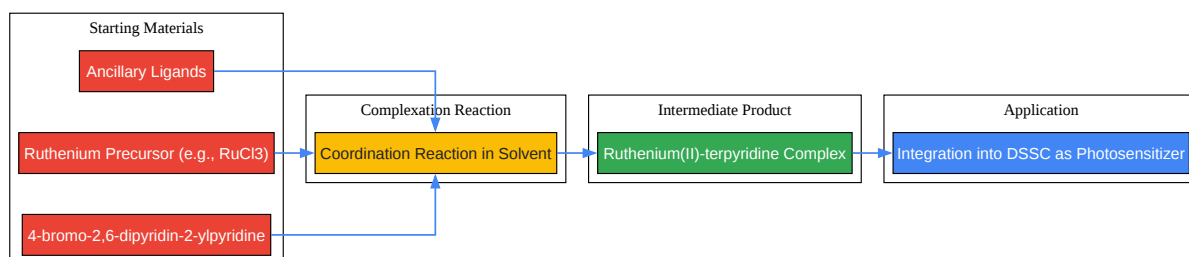 Starting Materials
Ancillary Ligands
Ruthenium Precursor (e.g., RuCl3)
4-bromo-2,6-dipyridin-2-ylpyridine
Complexation Reaction
Coordination Reaction in Solvent
Intermediate Product
Ruthenium(II)-terpyridine Complex
Application
Integration into DSSC as Photosensitizer